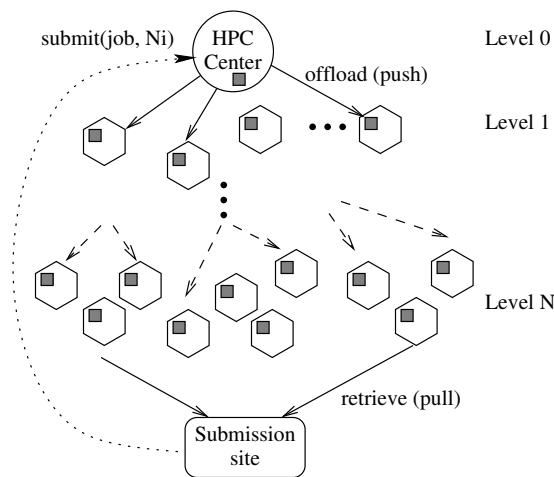 submit(job, Ni)
HPC
Center
Level 0
offload (push)
Level 1
Level N
retrieve (pull)
Submission
site